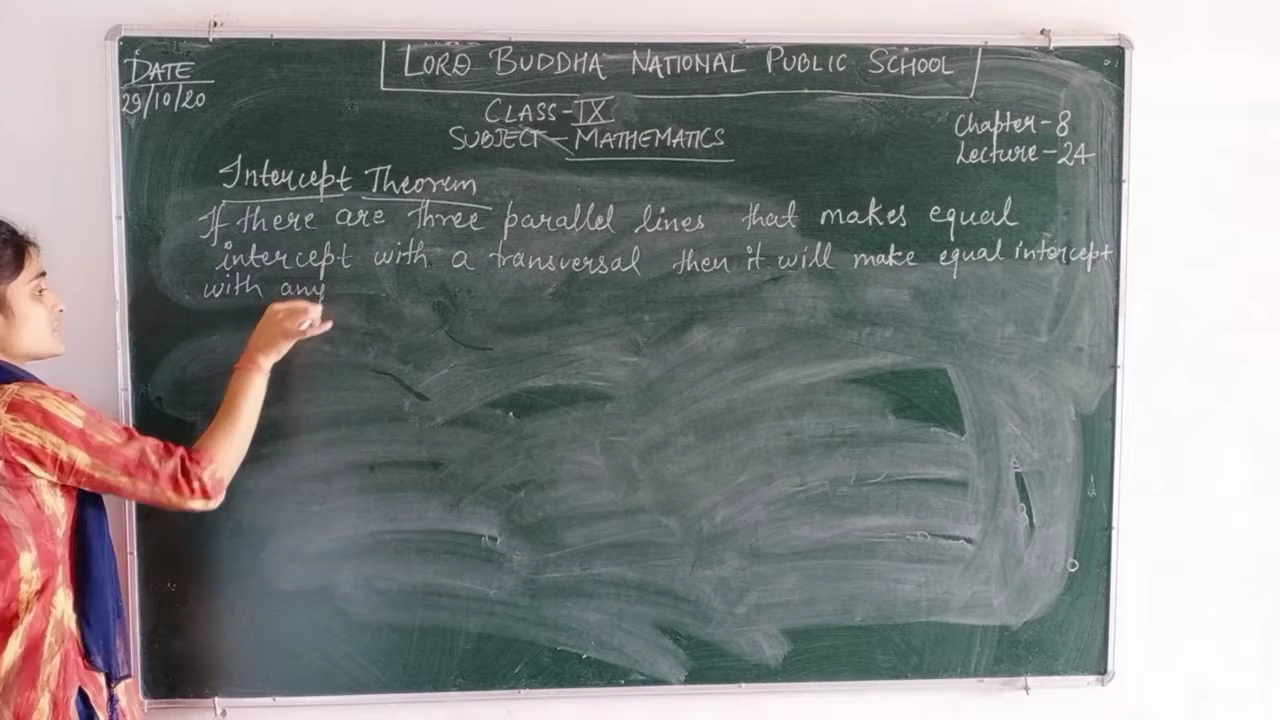 DATE
29/10/20
LORD BUDDHA NATIONAL PUBLIC SCHOOL
CLASS-IX
SUBJECT-MATHEMATICS
Chapter-8
Lecture-24
Intercept Theorem
If there are three parallel lines that makes equal
intercept with a transversal then it will make equal intercept
with any